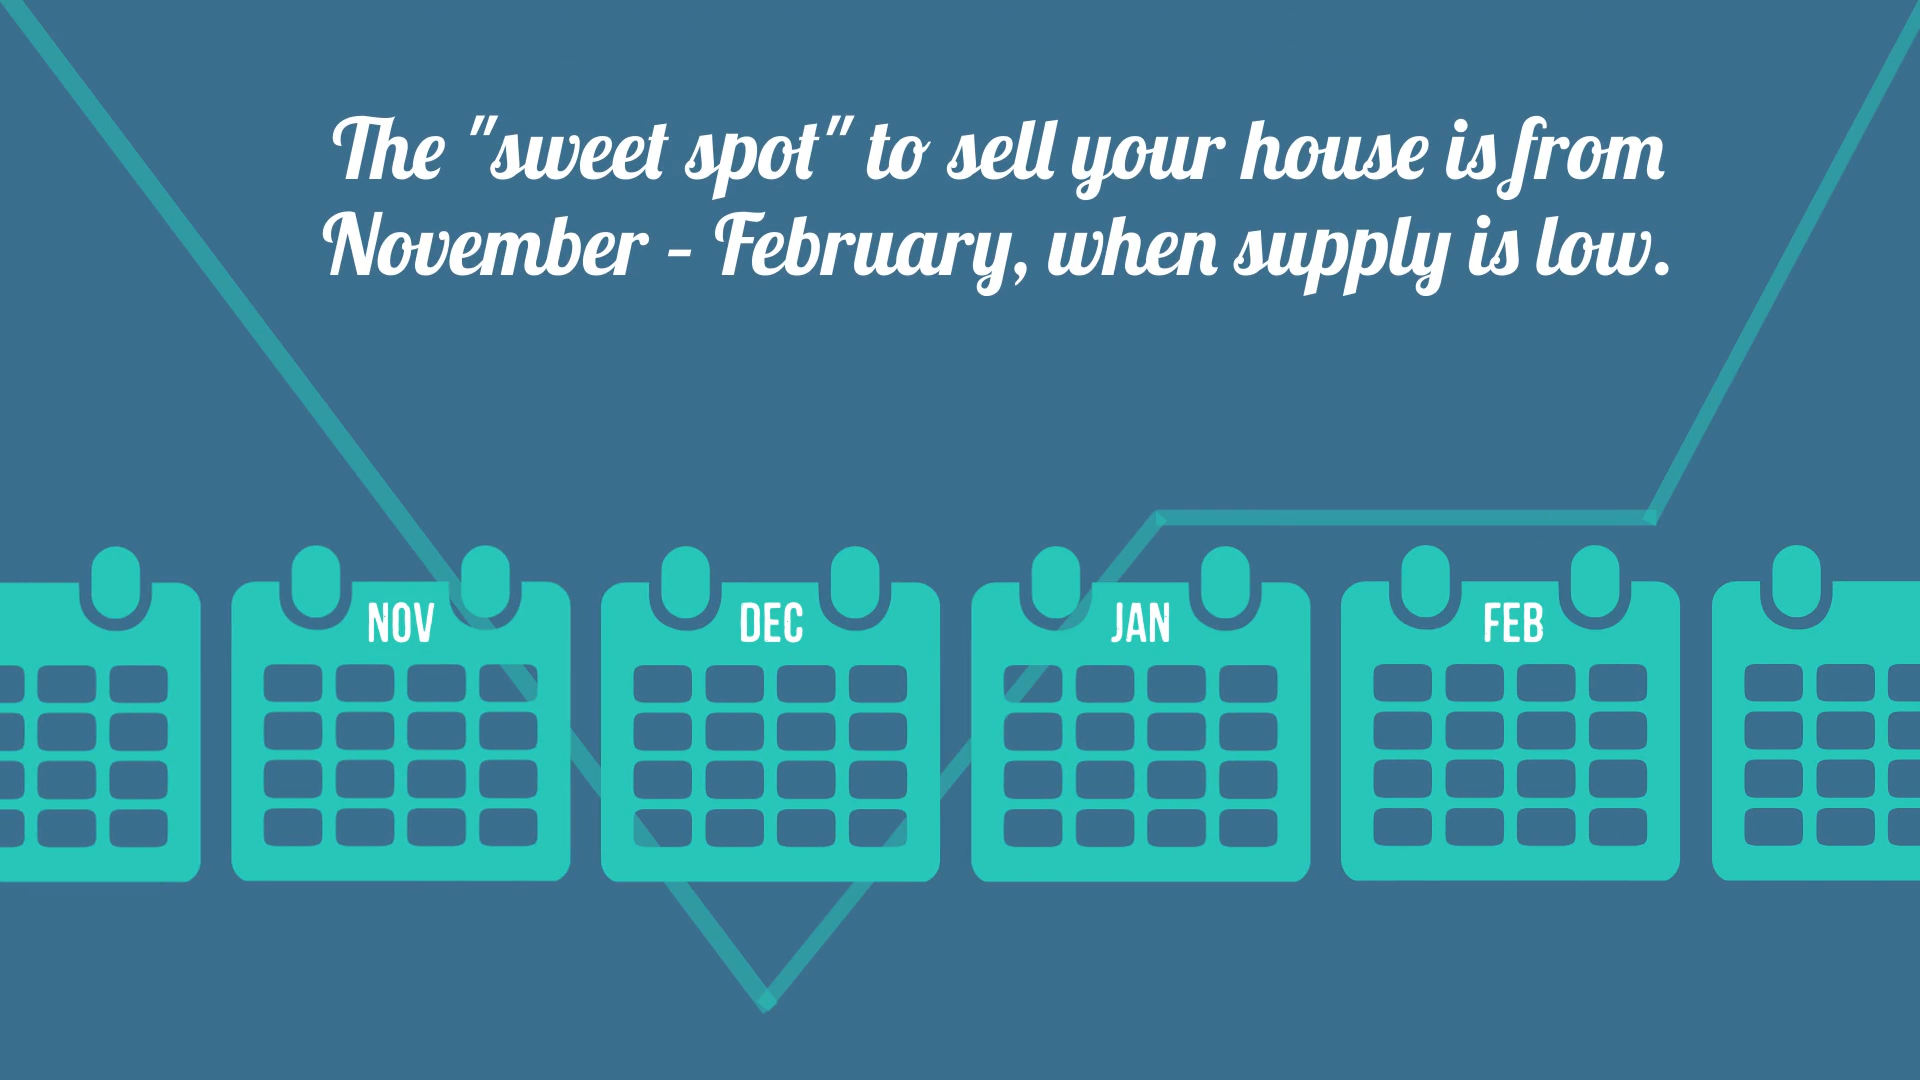 The "sweet spot" to sell your house is from
November - February, when supply is low.
NOV
DEC
JAN
FEB